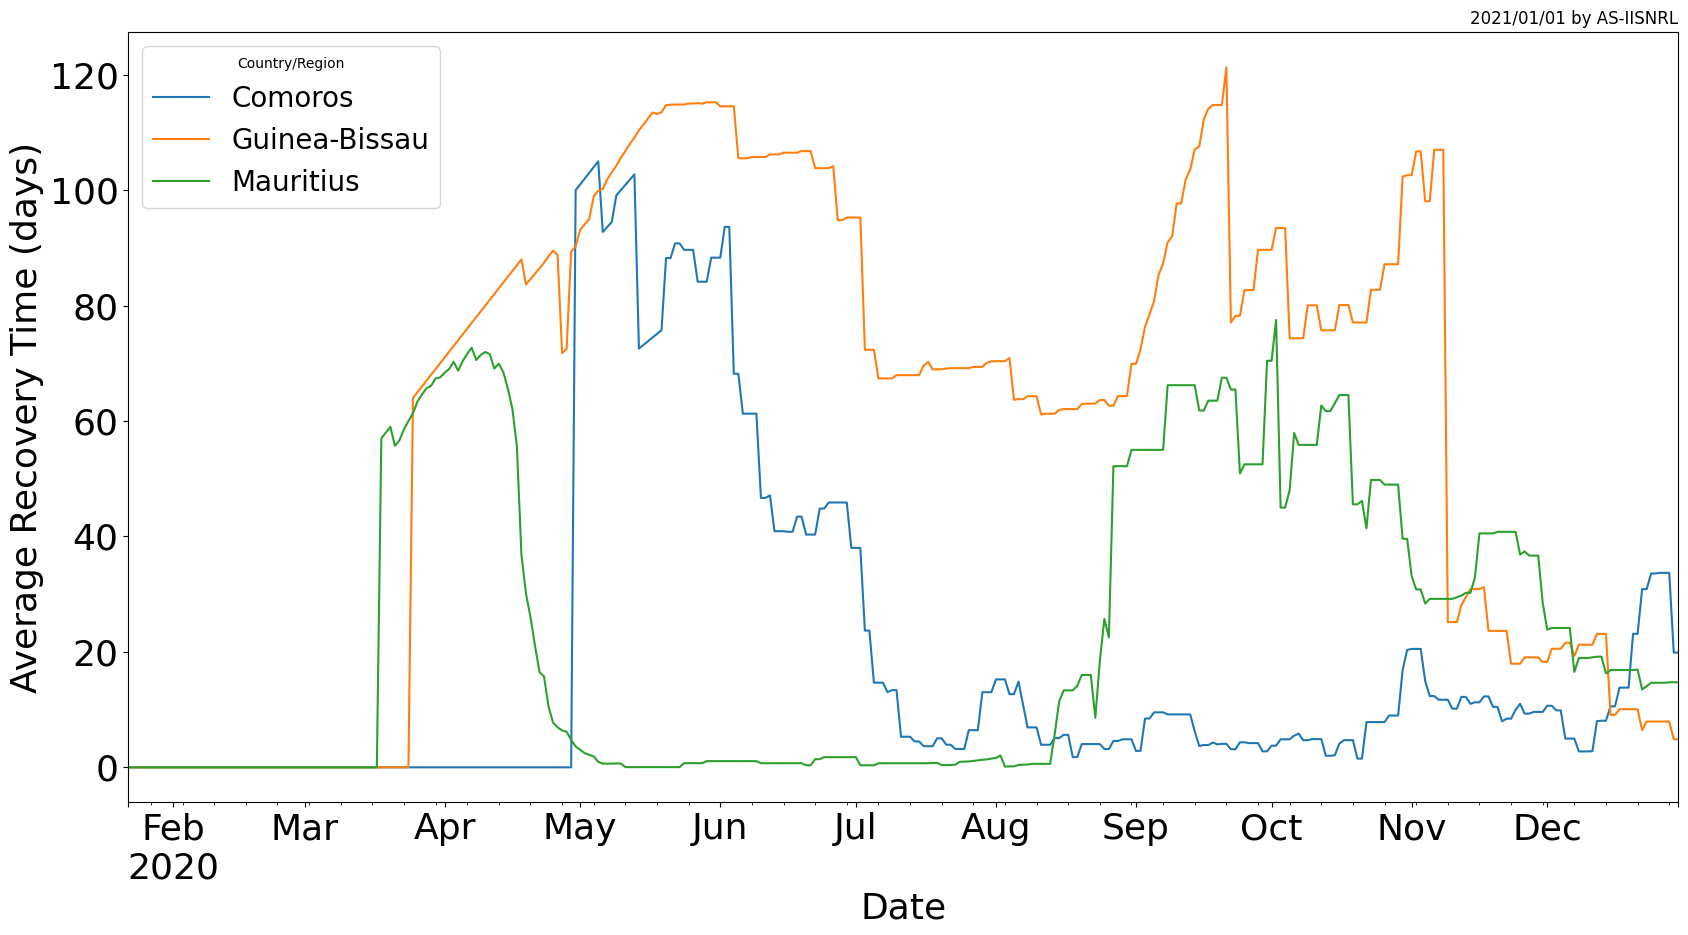 2021/01/01 by AS-IISNRL
Country/Region
Comoros
Guinea-Bissau
Mauritius
Average Recovery Time (days)
120
100
80
60
40
20
0
Feb Mar Apr May Jun Jul Aug Sep Oct Nov Dec
2020
Date